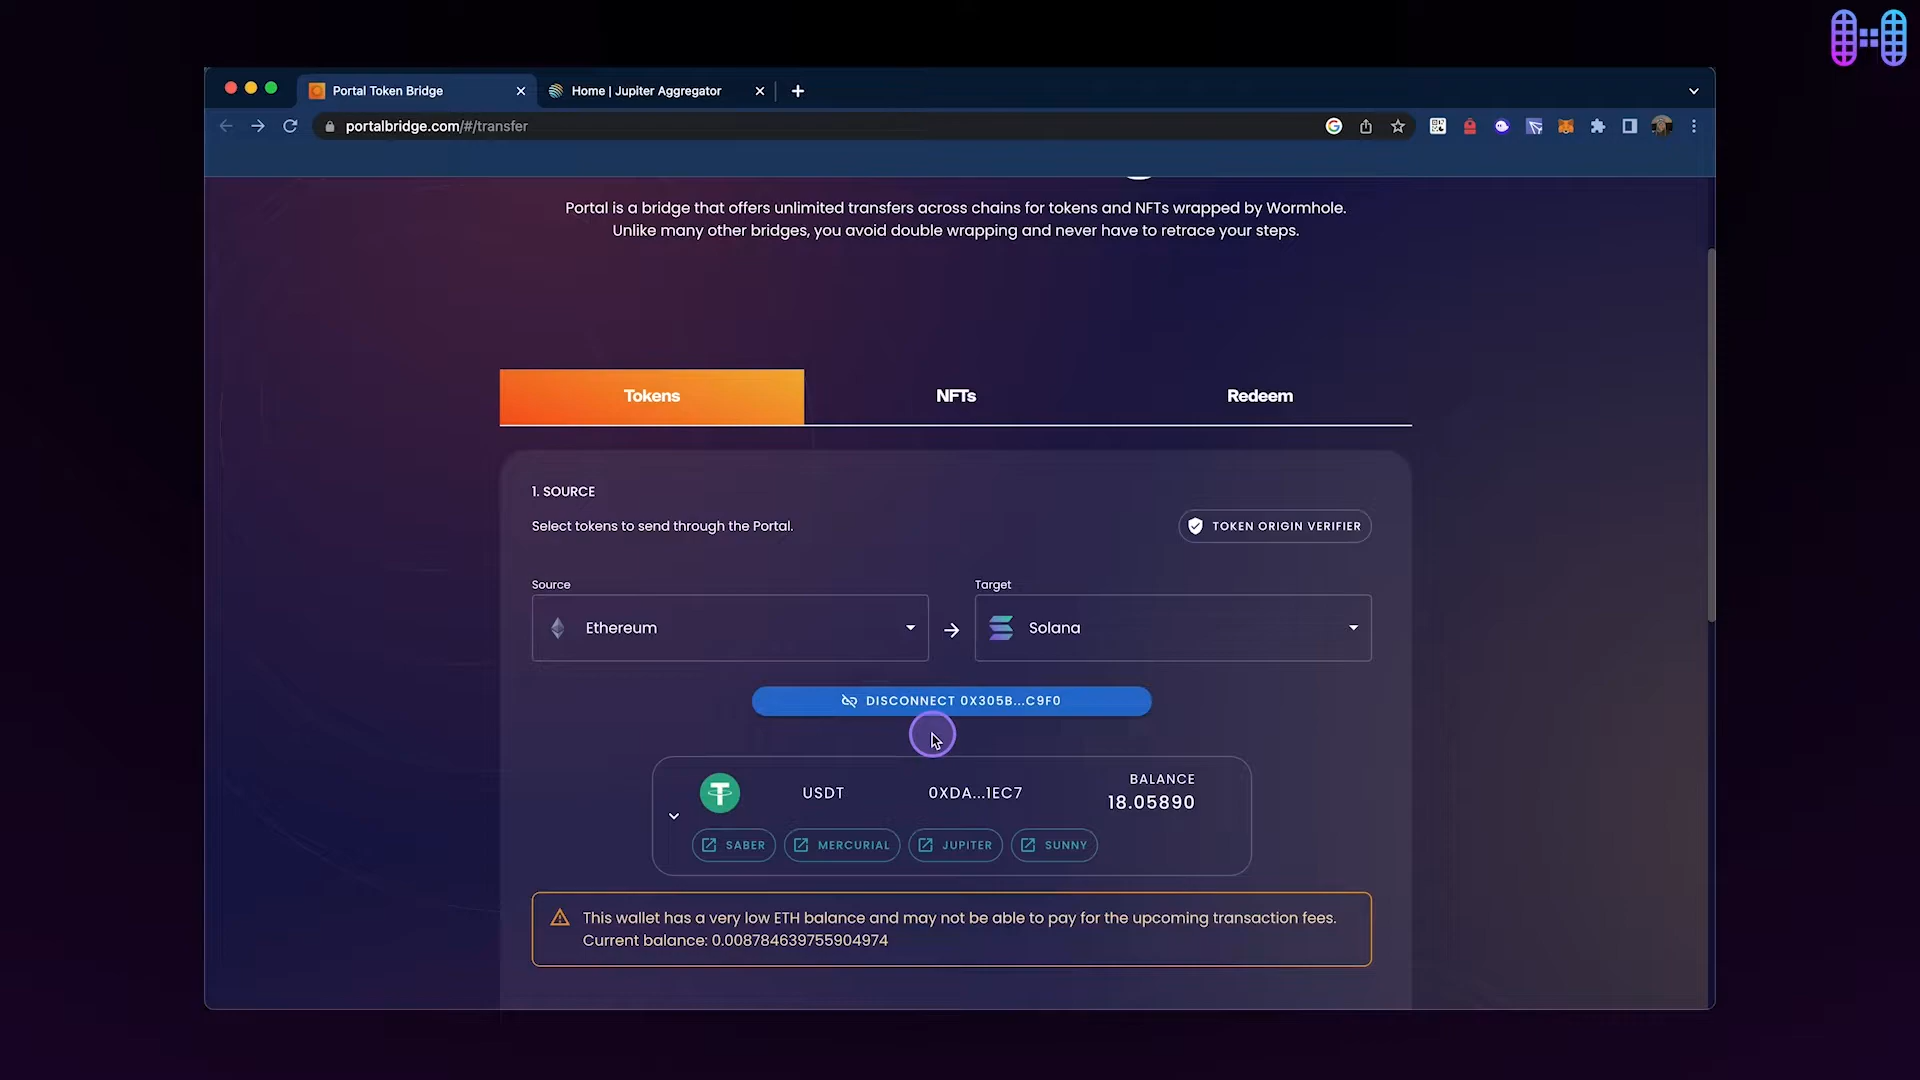 Portal Token Bridge
Home | Jupiter Aggregator
portalbridge.com/#/transfer
Portal is a bridge that offers unlimited transfers across chains for tokens and NFTs wrapped by Wormhole.
Unlike many other bridges, you avoid double wrapping and never have to retrace your steps.
Tokens
NFTs
Redeem
1. SOURCE
Select tokens to send through the Portal.
TOKEN ORIGIN VERIFIER
Source
Target
Ethereum
Solana
DISCONNECT 0X305B...C9F0
USDT
0XDA...1EC7
BALANCE
18.05890
SABER
MERCURIAL
JUPITER
SUNNY
This wallet has a very low ETH balance and may not be able to pay for the upcoming transaction fees.
Current balance: 0.008784639755904974